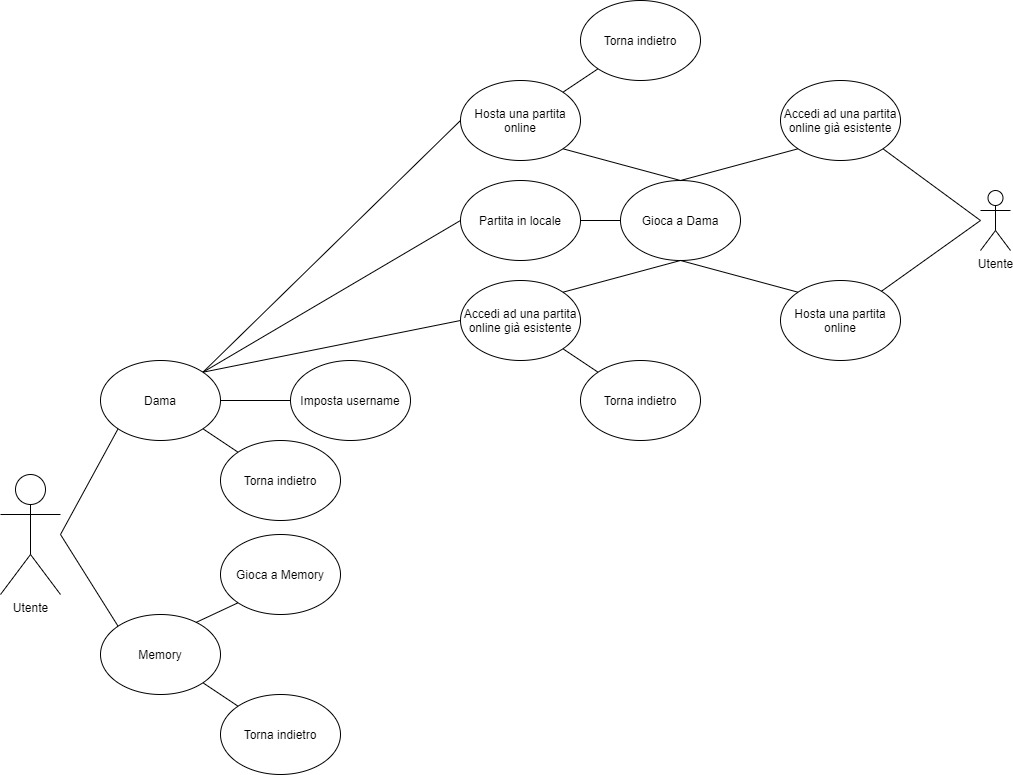 Torna indietro
Hosta una partita
online
Accedi ad una partita
online già esistente
Partita in locale
Gioca a Dama
Utente
Accedi ad una partita
online già esistente
Hosta una partita
online
Dama
Imposta username
Torna indietro
Torna indietro
Gioca a Memory
Utente
Memory
Torna indietro